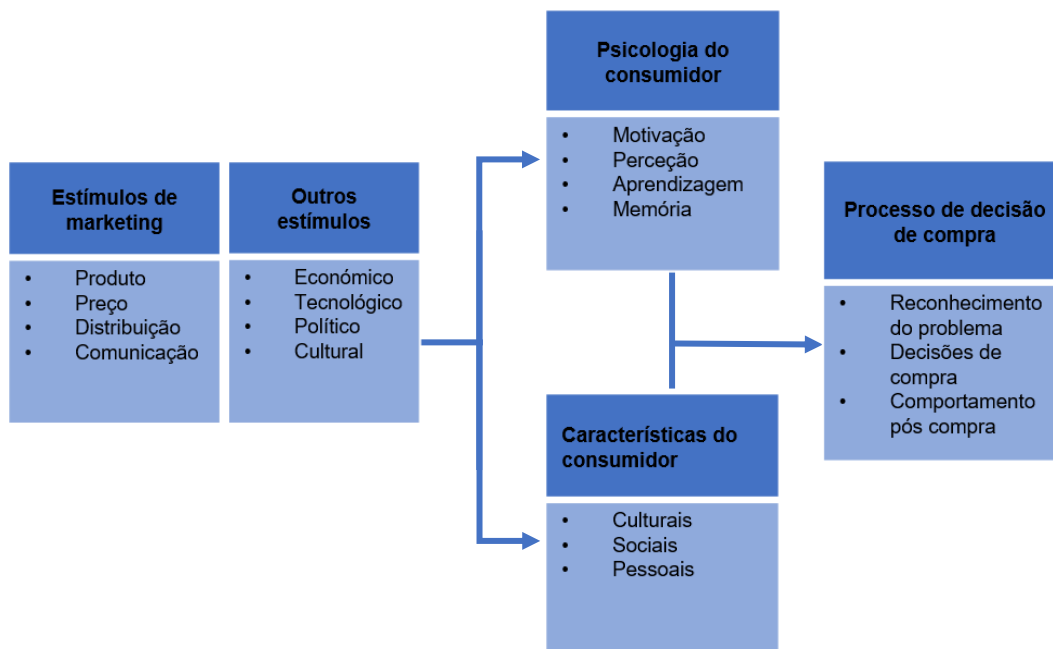 Estímulos de
marketing
• Produto
• Preço
• Distribuição
• Comunicação
Outros
estímulos
• Económico
• Tecnológico
• Político
• Cultural
Psicologia do
consumidor
• Motivação
• Perceção
• Aprendizagem
• Memória
Característícas do
consumidor
• Culturais
• Sociais
• Pessoais
Processo de decisão
de compra
• Reconhecimento
do problema
• Decisões de
compra
• Comportamento
pós compra